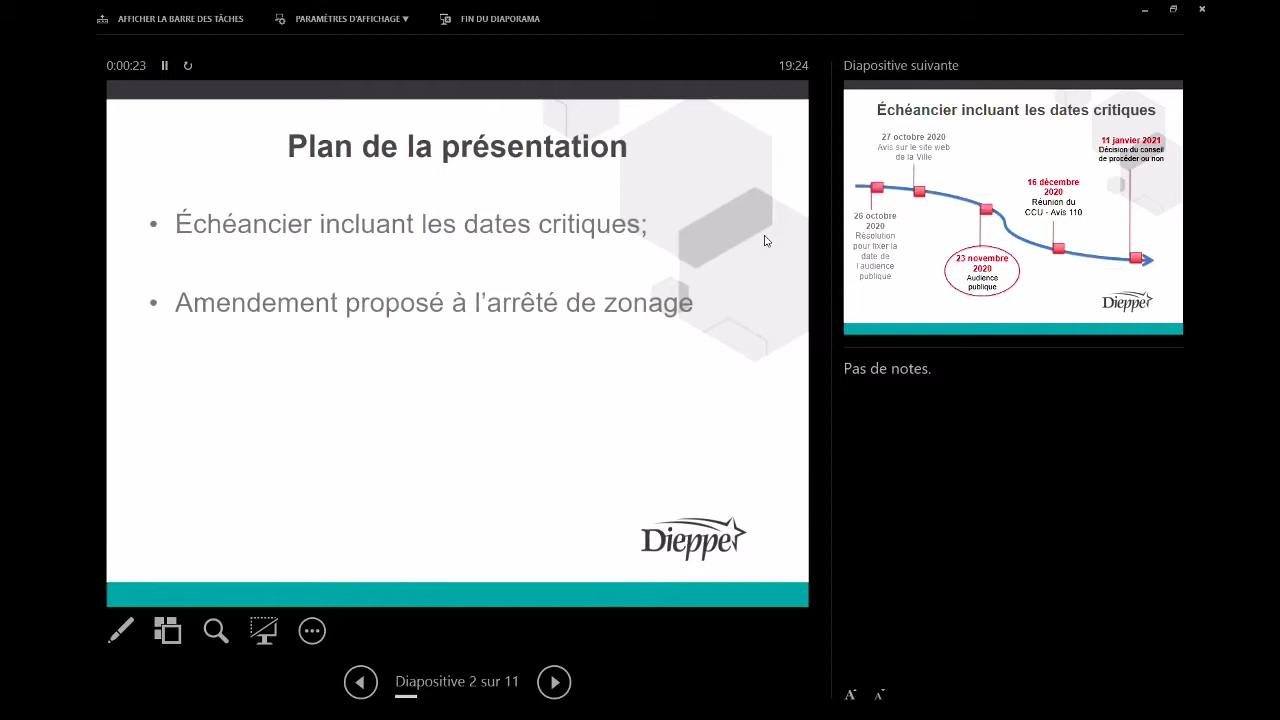 AFFICHER LA BARRE DES TÂCHES
PARAMÈTRES D'AFFICHAGE ▼
FIN DU DIAPORAMA
0:00:23
19:24
Plan de la présentation
• Échéancier incluant les dates critiques;
• Amendement proposé à l'arrêté de zonage
Dieppe
Diapositive 2 sur 11
Diapositive suivante
Échéancier incluant les dates critiques
27 octobre 2020
Avis sur le site web
de la Ville
11 janvier 2021
Décision du conseil
de procéder ou non
16 décembre
2020
Réunion du
CCU - Avis 110
26 octobre
2020
Résolution
pour fixer la
date de
l'audience
publique
23 novembre
2020
Audience
publique
Dieppe
Pas de notes.
A A